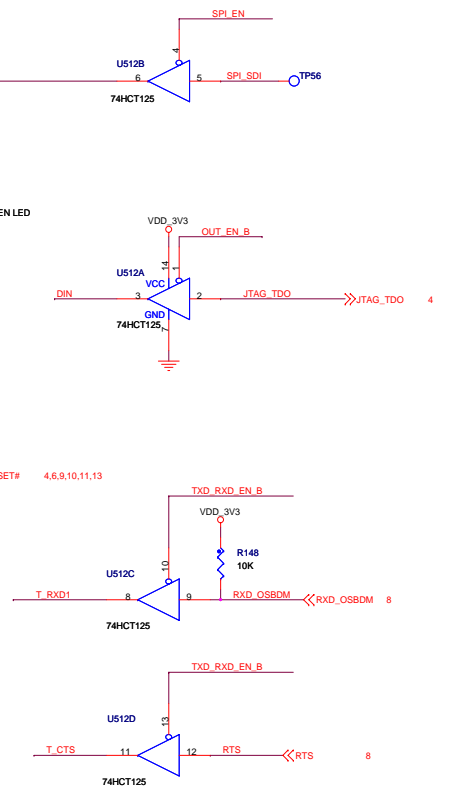 SPI_EN
4
U512B
6
5
SPI_SDI
TP56
74HCT125
EN LED
VDD_3V3
OUT_EN_B
14
1
U512A
VCC
DIN
3
2
JTAG_TDO
JTAG_TDO 4
GND
74HCT125
7
SET# 4,6,9,10,11,13
TXD_RXD_EN_B
VDD_3V3
10
R148
10K
U512C
T_RXD1
8
9
RXD_OSBDM
RXD_OSBDM 8
74HCT125
TXD_RXD_EN_B
13
U512D
T_CTS
11
12
RTS
RTS 8
74HCT125